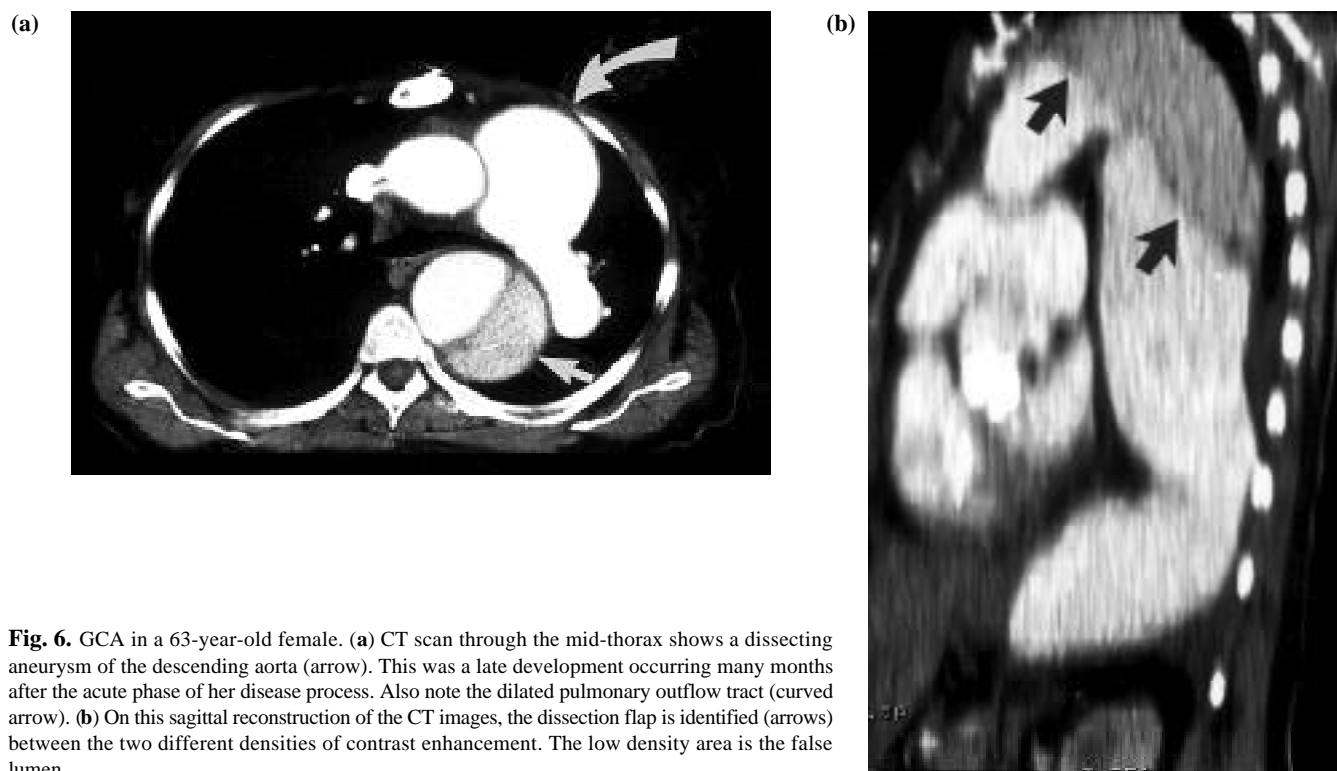 (a)
(b)
Fig. 6. GCA in a 63-year-old female. (a) CT scan through the mid-thorax shows a dissecting
aneurysm of the descending aorta (arrow). This was a late development occurring many months
after the acute phase of her disease process. Also note the dilated pulmonary outflow tract (curved
arrow). (b) On this sagittal reconstruction of the CT images, the dissection flap is identified (arrows)
between the two different densities of contrast enhancement. The low density area is the false
lumen